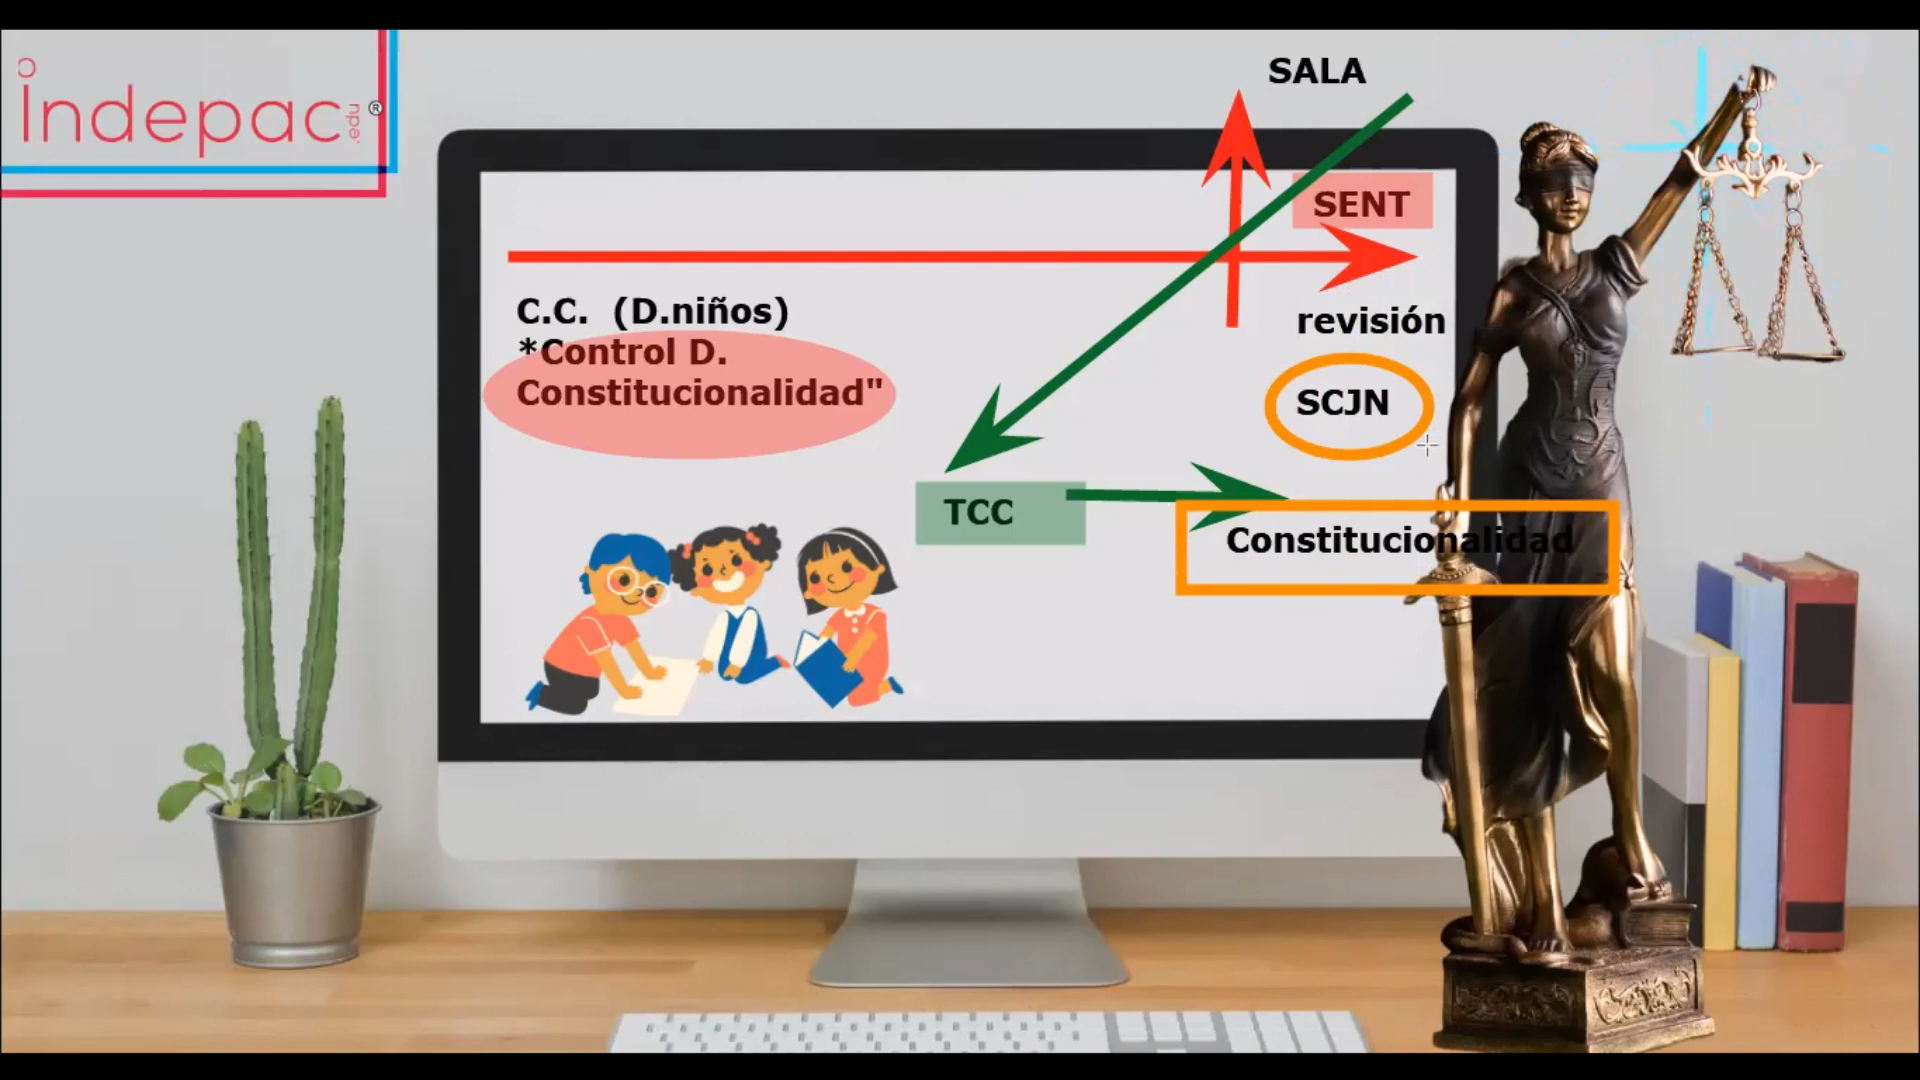 indepac.edu®
SALA
SENT
C.C. (D.niños)
*Control D.
Constitucionalidad"
revisión
SCJN
TCC
Constitucionalidad